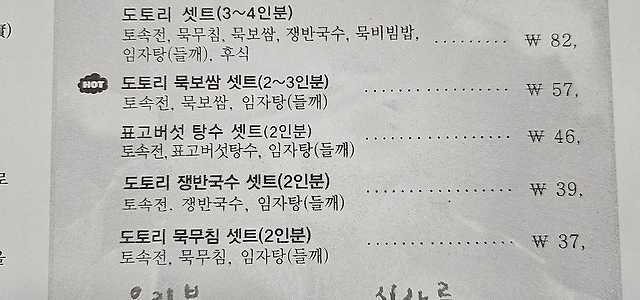 도토리 셋트(3~4인분)
토속전, 묵무침, 묵보쌈, 쟁반국수, 묵비빔밥, ₩ 82,
임자탕(들깨), 후식
HOT 도토리 묵보쌈 셋트(2~3인분) ₩ 57,
토속전, 묵보쌈, 임자탕(들깨)
표고버섯 탕수 셋트(2인분) ₩ 46,
토속전,표고버섯탕수, 임자탕(들깨)
도토리 쟁반국수 셋트(2인분) ₩ 39,
토속전. 쟁반국수, 임자탕(들깨)
도토리 묵무침 셋트(2인분) ₩ 37,
토속전, 묵무침, 임자탕(들깨)